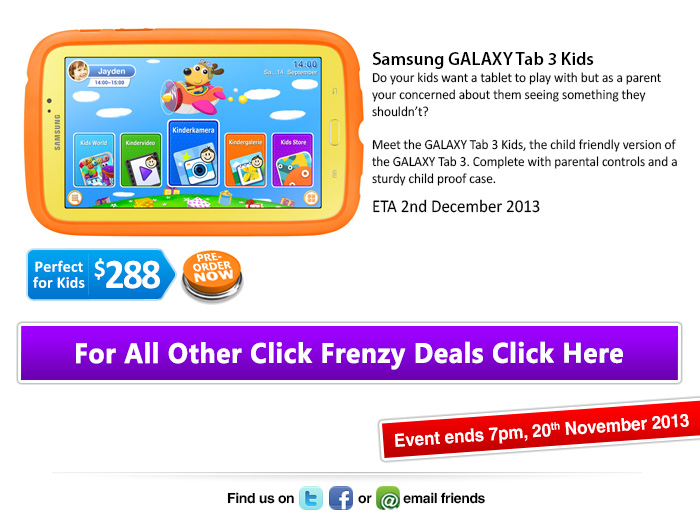 Jayden
14:00~15:00
14:00
Sa., 14. September
SAMSUNG
Kids World
Kindervideo
Kinderkamera
Kindergalerie
Kids Store
Samsung GALAXY Tab 3 Kids
Do your kids want a tablet to play with but as a parent
your concerned about them seeing something they
shouldn't?
Meet the GALAXY Tab 3 Kids, the child friendly version of
the GALAXY Tab 3. Complete with parental controls and a
sturdy child proof case.
ETA 2nd December 2013
Perfect
for Kids
$288
PRE-
ORDER
NOW
For All Other Click Frenzy Deals Click Here
Event ends 7pm, 20th November 2013
Find us on t f or @ email friends